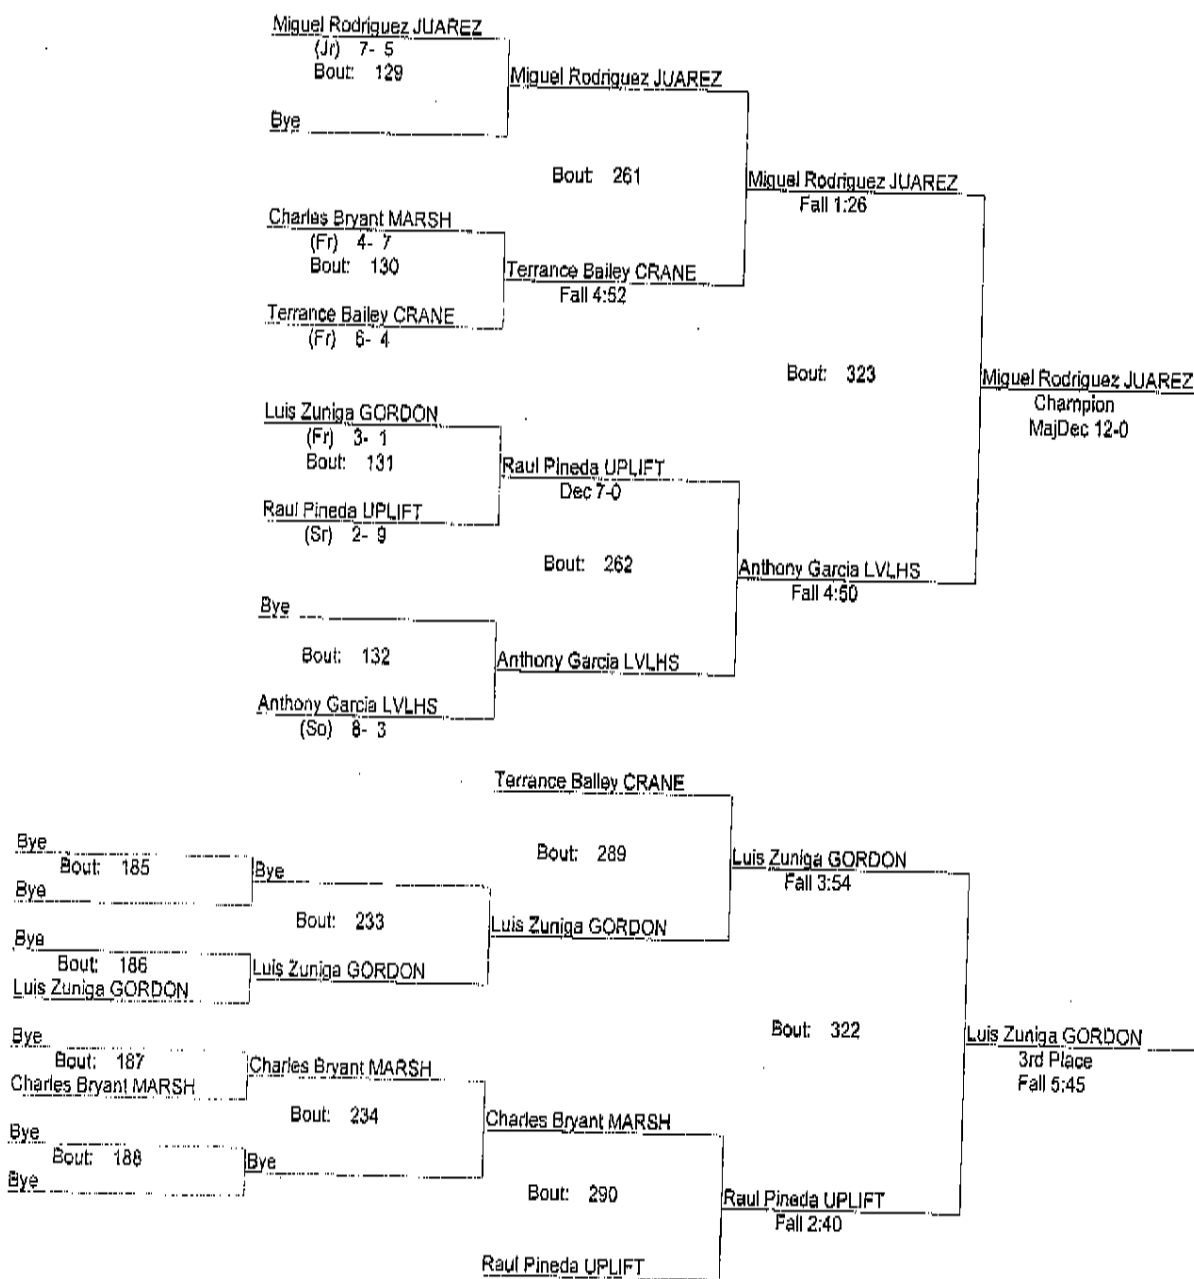 Miguel Rodriguez JUAREZ
(Jr) 7- 5
Bout: 129
Miguel Rodriguez JUAREZ
Bye
Bout: 261
Miguel Rodriguez JUAREZ
Fall 1:26
Charles Bryant MARSH
(Fr) 4- 7
Bout: 130
Terrance Bailey CRANE
Fall 4:52
Terrance Bailey CRANE
(Fr) 6- 4
Bout: 323
Miguel Rodriguez JUAREZ
Champion
MajDec 12-0
Luis Zuniga GORDON
(Fr) 3- 1
Bout: 131
Raul Pineda UPLIFT
Dec 7-0
Raul Pineda UPLIFT
(Sr) 2- 9
Bout: 262
Anthony Garcia LVLHS
Fall 4:50
Bye
Bout: 132
Anthony Garcia LVLHS
Anthony Garcia LVLHS
(So) 8- 3
Terrance Bailey CRANE
Bye
Bout: 185
Bye
Bye
Bout: 289
Luis Zuniga GORDON
Fall 3:54
Bout: 233
Luis Zuniga GORDON
Bye
Bout: 186
Luis Zuniga GORDON
Luis Zuniga GORDON
Bout: 322
Luis Zuniga GORDON
3rd Place
Fall 5:45
Bye
Bout: 187
Charles Bryant MARSH
Charles Bryant MARSH
Bout: 234
Charles Bryant MARSH
Bye
Bout: 188
Bye
Bye
Bout: 290
Raul Pineda UPLIFT
Fall 2:40
Raul Pineda UPLIFT